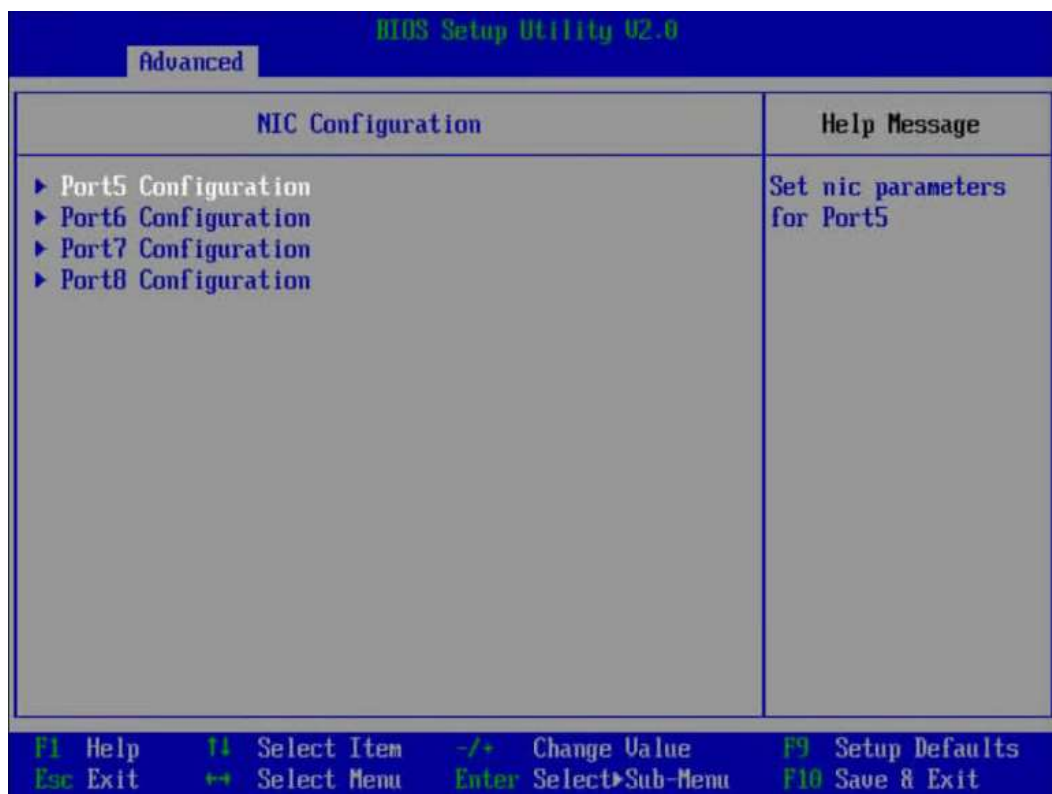 BIOS Setup Utility V2.0
Advanced
NIC Configuration
Help Message
▶ Port5 Configuration
▶ Port6 Configuration
▶ Port7 Configuration
▶ Port8 Configuration
Set nic parameters
for Port5
F1 Help ↑↓ Select Item -/+ Change Value F9 Setup Defaults
Esc Exit ↔ Select Menu Enter Select▶Sub-Menu F10 Save & Exit